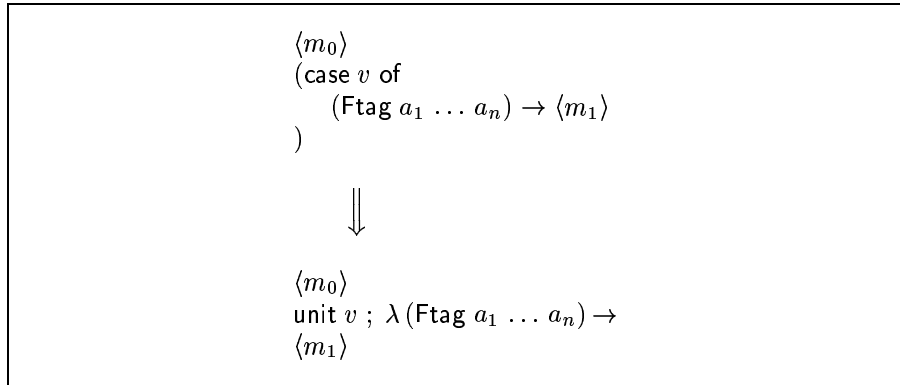 ⟨m₀⟩
(case v of
(Ftag a₁ … aₙ) → ⟨m₁⟩
)
⇓
⟨m₀⟩
unit v ; λ (Ftag a₁ … aₙ) →
⟨m₁⟩